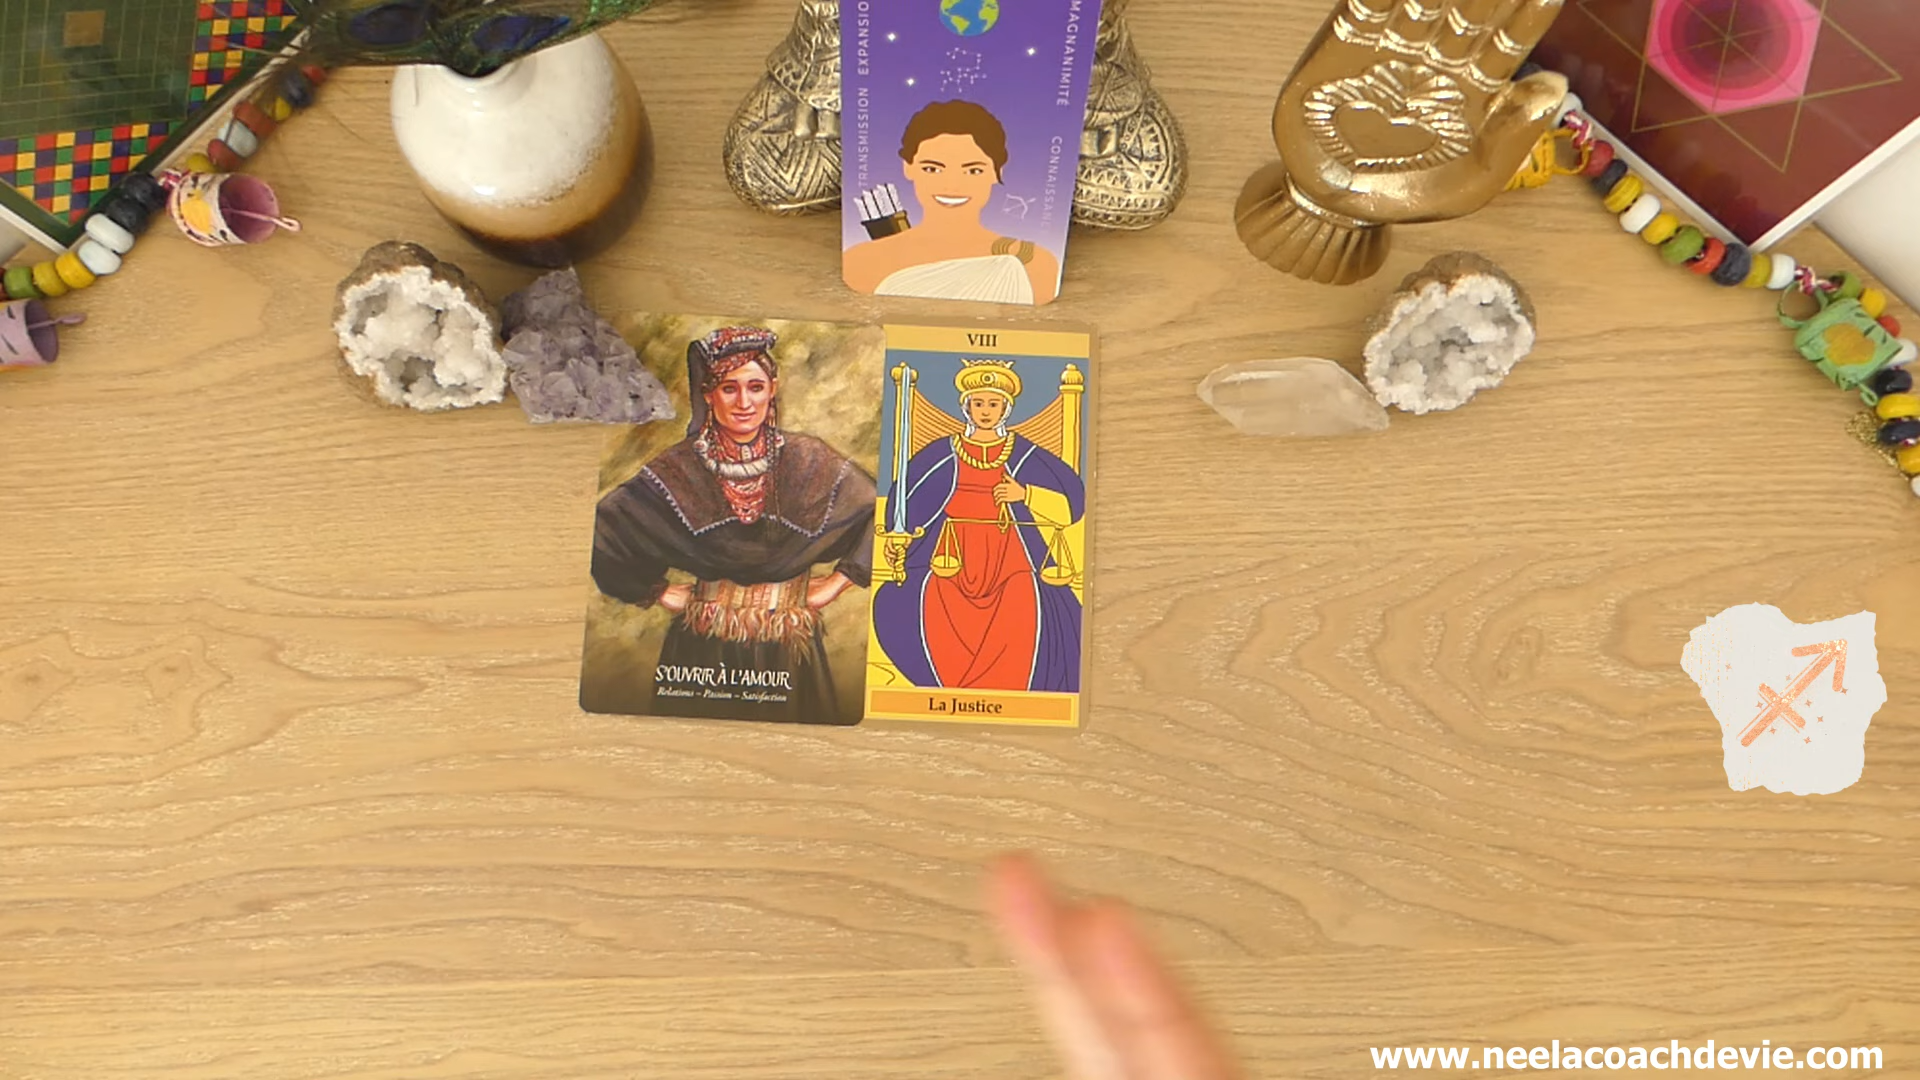 TRANSMISSION EXPANSIO
MAGNANIMITÉ
CONNAISSANC
VIII
S'OUVRIR À L'AMOUR
Relations – Passion – Satisfaction
La Justice
www.neelacoachdevie.com